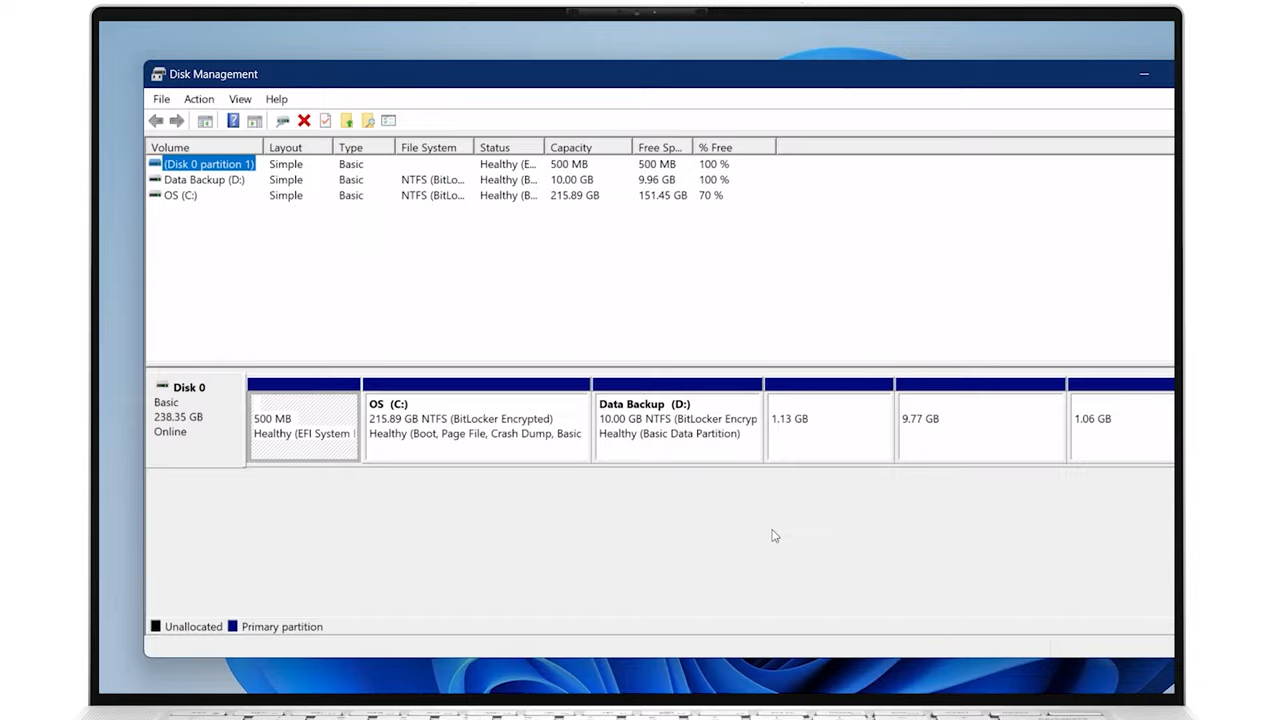 Disk Management
File Action View Help
Volume Layout Type File System Status Capacity Free Sp... % Free
(Disk 0 partition 1) Simple Basic Healthy (E... 500 MB 500 MB 100 %
Data Backup (D:) Simple Basic NTFS (BitLo... Healthy (B... 10.00 GB 9.96 GB 100 %
OS (C:) Simple Basic NTFS (BitLo... Healthy (B... 215.89 GB 151.45 GB 70 %
Disk 0
Basic
238.35 GB
Online
500 MB
Healthy (EFI System
OS (C:)
215.89 GB NTFS (BitLocker Encrypted)
Healthy (Boot, Page File, Crash Dump, Basic
Data Backup (D:)
10.00 GB NTFS (BitLocker Encryp
Healthy (Basic Data Partition)
1.13 GB
9.77 GB
1.06 GB
Unallocated Primary partition